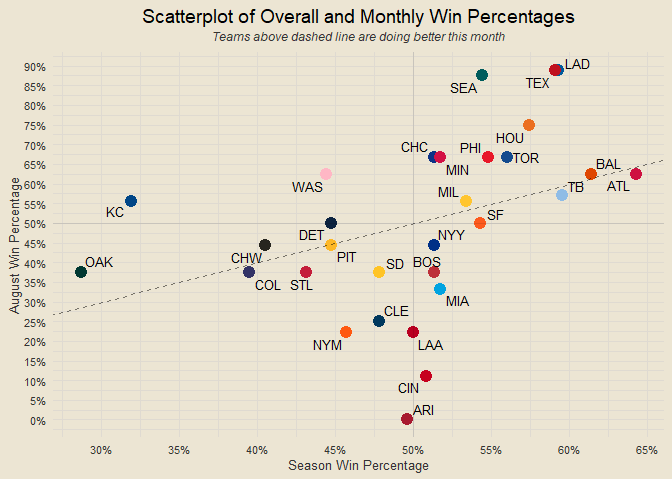 Scatterplot of Overall and Monthly Win Percentages
Teams above dashed line are doing better this month
August Win Percentage
90%
85%
80%
75%
70%
65%
60%
55%
50%
45%
40%
35%
30%
25%
20%
15%
10%
5%
0%
LAD
TEX
SEA
HOU
CHC
PHI
TOR
MIN
BAL
WAS
TB
ATL
MIL
KC
SF
DET
NYY
CHW
PIT
OAK
SD
BOS
COL
STL
MIA
CLE
NYM
LAA
CIN
ARI
30%
35%
40%
45%
50%
55%
60%
65%
Season Win Percentage